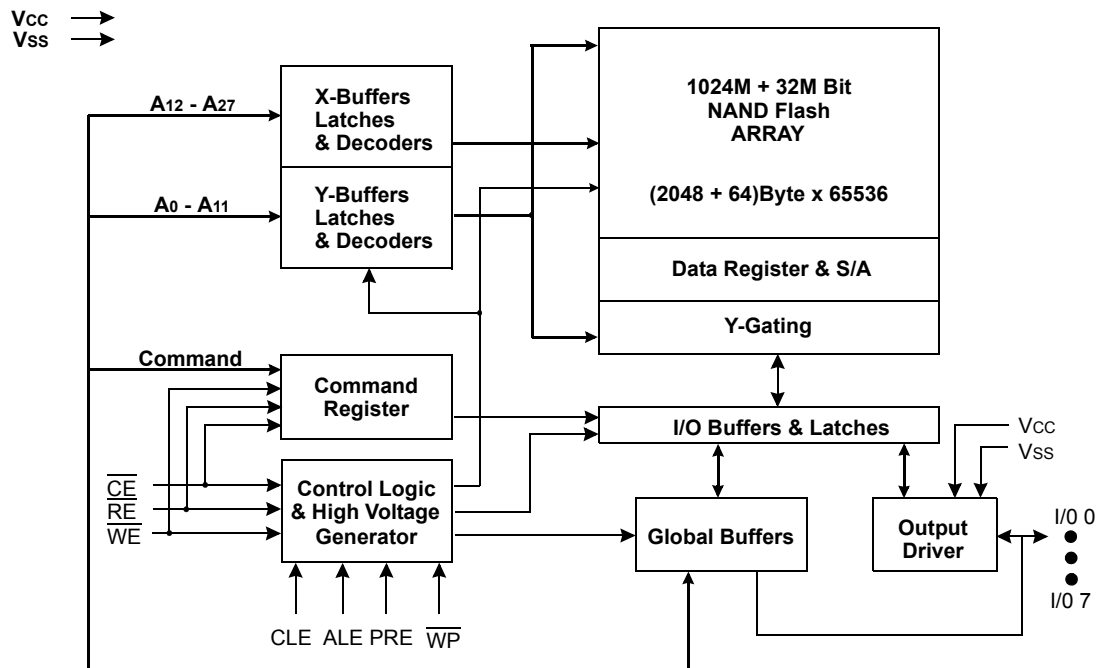 VCC
VSS
A12 - A27
X-Buffers
Latches
& Decoders
A0 - A11
Y-Buffers
Latches
& Decoders
1024M + 32M Bit
NAND Flash
ARRAY
(2048 + 64)Byte x 65536
Data Register & S/A
Y-Gating
Command
Command
Register
I/O Buffers & Latches
VCC
VSS
CE
RE
WE
Control Logic
& High Voltage
Generator
Global Buffers
Output
Driver
I/0 0
I/0 7
CLE ALE PRE WP